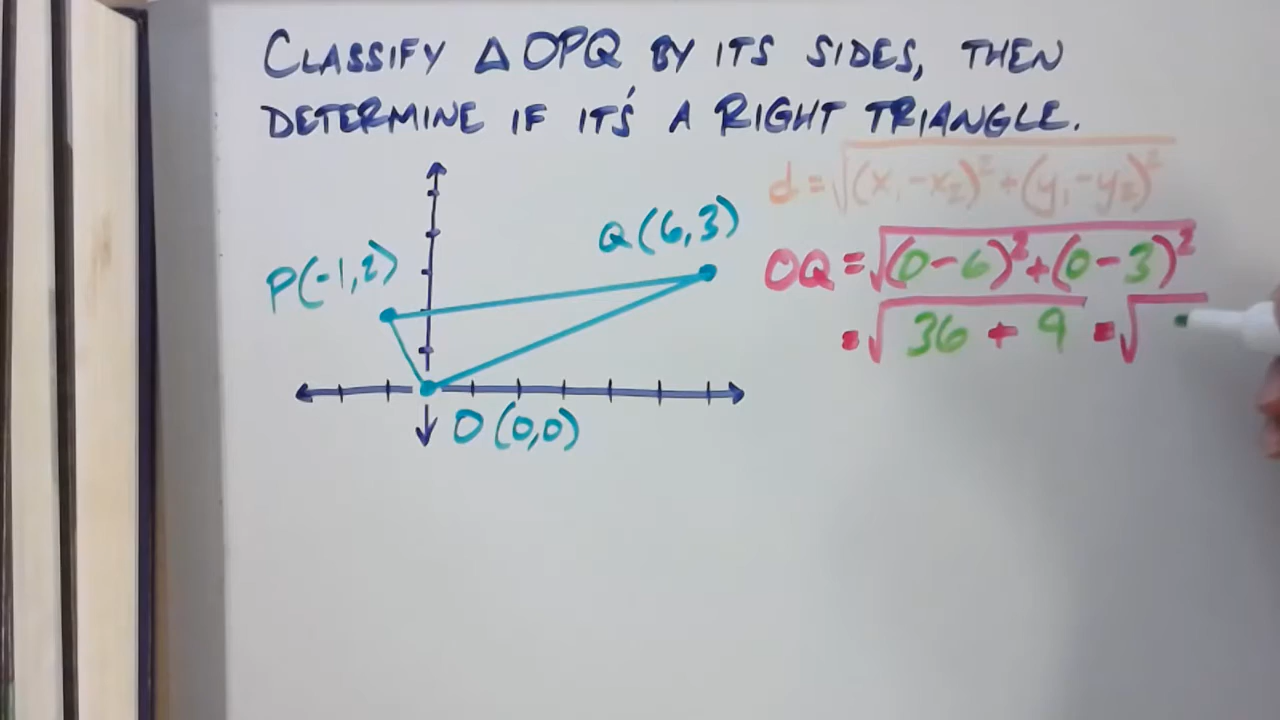 CLASSIFY △OPQ BY ITS SIDES, THEN
DETERMINE IF IT'S A RIGHT TRIANGLE.
d = √(x₁-x₂)² + (y₁-y₂)²
Q(6,3)
P(-1,2)
OQ = √(0-6)² + (0-3)²
= √36 + 9 = √
O(0,0)